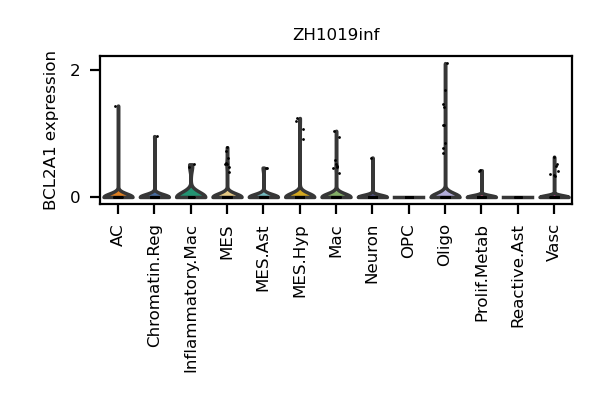 ZH1019inf
BCL2A1 expression
2
0
AC
Chromatin.Reg
Inflammatory.Mac
MES
MES.Ast
MES.Hyp
Mac
Neuron
OPC
Oligo
Prolif.Metab
Reactive.Ast
Vasc